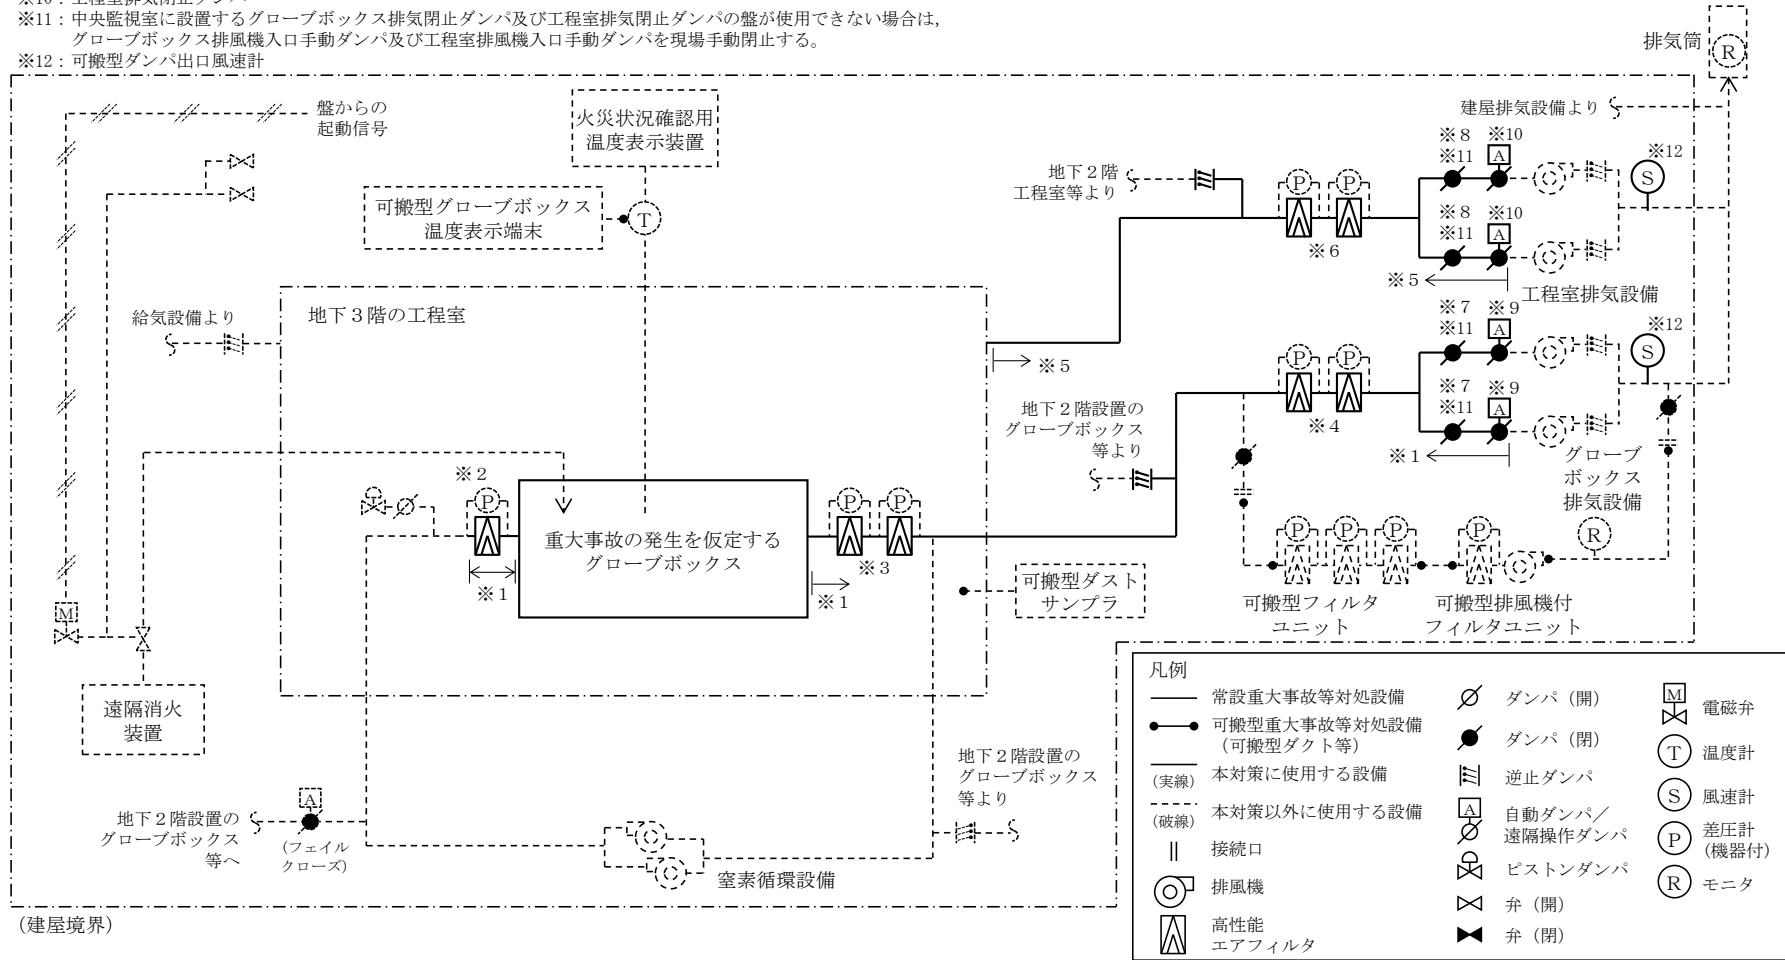 ※11：中央監視室に設置するグローブボックス排気閉止ダンパ及び工程室排気閉止ダンパの盤が使用できない場合は，
グローブボックス排風機入口手動ダンパ及び工程室排風機入口手動ダンパを現場手動閉止する。
※12：可搬型ダンパ出口風速計
排気筒
R
盤からの
起動信号
火災状況確認用
温度表示装置
建屋排気設備より
可搬型グローブボックス
温度表示端末
T
地下２階
工程室等より
P
P
※６
※８
※11
※10
A
※８
※11
※10
A
※12
S
※５
工程室排気設備
給気設備より
地下３階の工程室
※５
地下２階設置の
グローブボックス
等より
P
P
※４
※７
※11
※９
A
※７
※11
※９
A
※12
S
※１
グローブ
ボックス
排気設備
※２
P
P
※１
重大事故の発生を仮定する
グローブボックス
P
P
※３
※１
可搬型ダスト
サンプラ
P
P
P
P
R
可搬型フィルタ
ユニット
可搬型排風機付
フィルタユニット
M
遠隔消火
装置
地下２階設置の
グローブボックス
等へ
A
（フェイル
クローズ）
窒素循環設備
地下２階設置の
グローブボックス
等より
（建屋境界）
凡例
常設重大事故等対処設備
可搬型重大事故等対処設備
（可搬型ダクト等）
（実線）
本対策に使用する設備
（破線）
本対策以外に使用する設備
接続口
排風機
高性能
エアフィルタ
ダンパ（開）
ダンパ（閉）
逆止ダンパ
A
自動ダンパ／
遠隔操作ダンパ
ピストンダンパ
弁（開）
弁（閉）
M
電磁弁
T
温度計
S
風速計
P
差圧計
（機器付）
R
モニタ